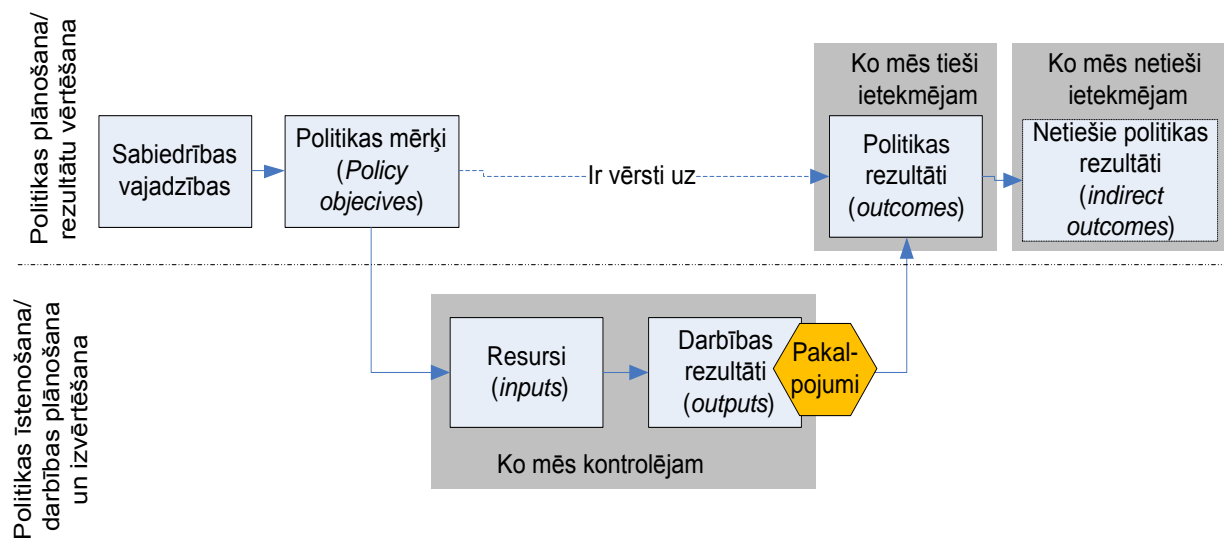 Politikas plānošana/
rezultātu vērtēšana
Sabiedrības
vajadzības
Politikas mērķi
(Policy
objecives)
Ir vērsti uz
Ko mēs tieši
ietekmējam
Politikas
rezultāti
(outcomes)
Ko mēs netieši
ietekmējam
Netiešie politikas
rezultāti
(indirect
outcomes)
Politikas īstenošana/
darbības plānošana
un izvērtēšana
Resursi
(inputs)
Darbības
rezultāti
(outputs)
Pakal-
pojumi
Ko mēs kontrolējam